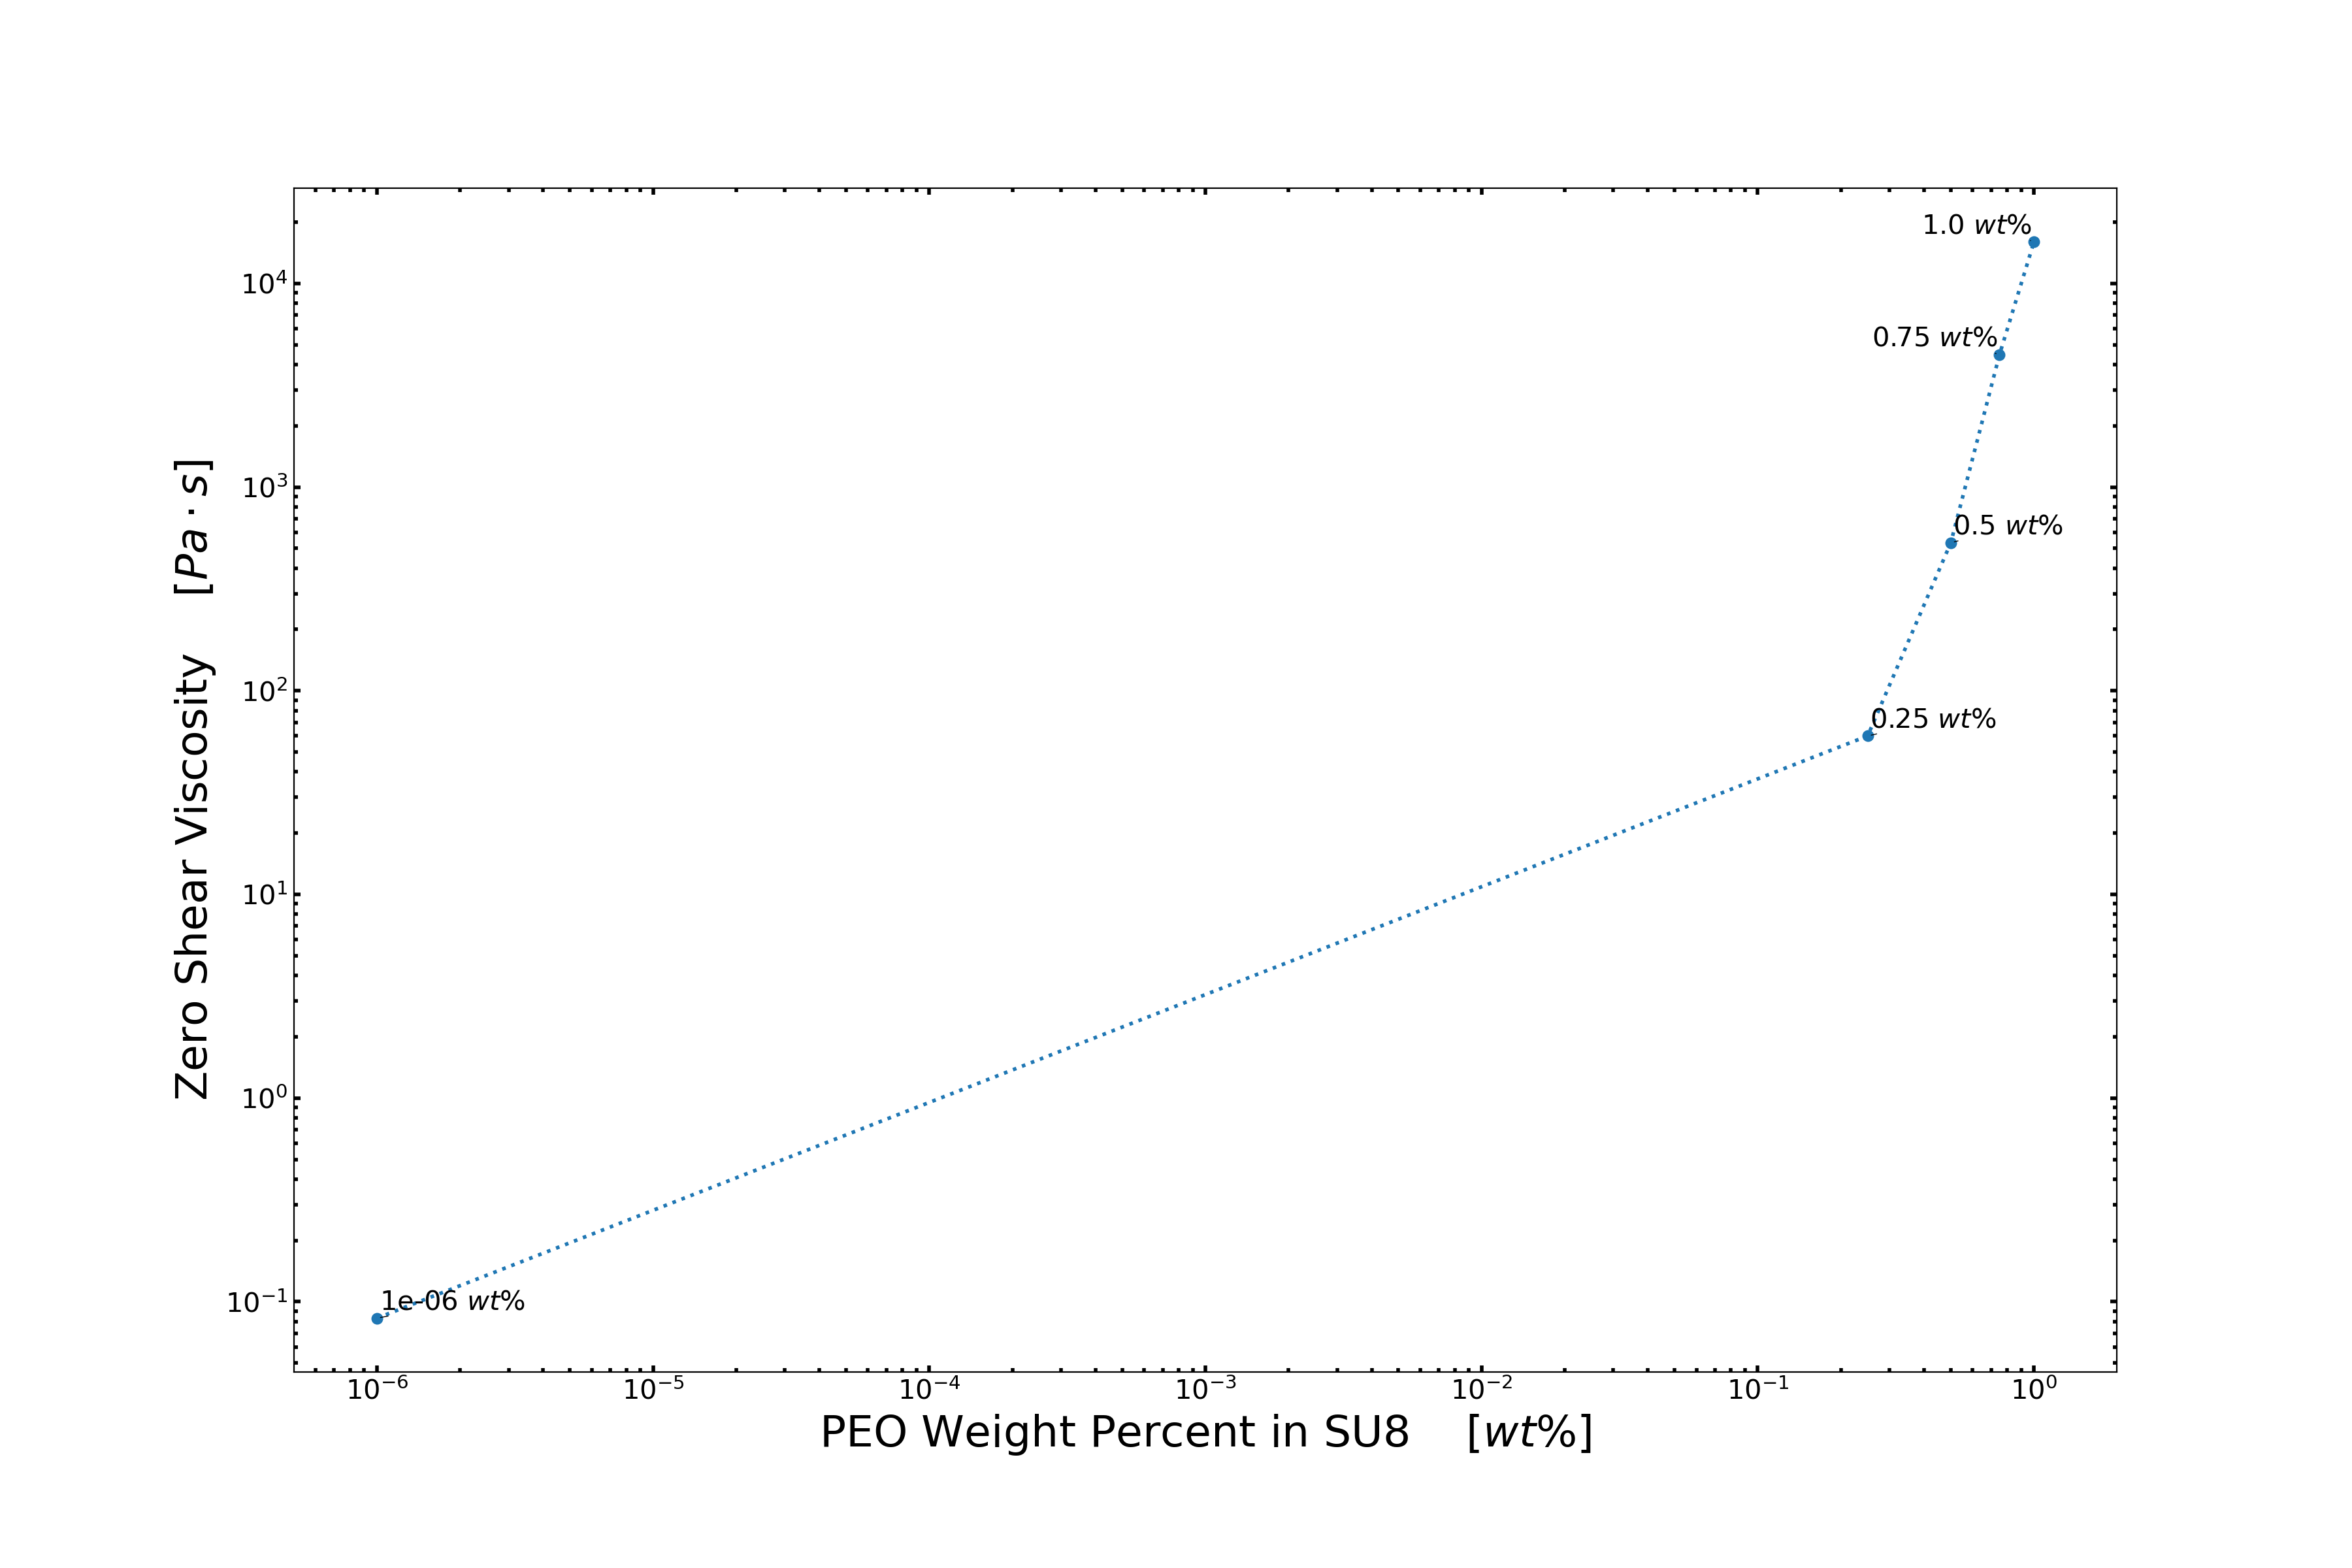 1.0 wt%
10⁴
0.75 wt%
10³
0.5 wt%
10²
0.25 wt%
10¹
10⁰
10⁻¹
1e-06 wt%
Zero Shear Viscosity [Pa · s]
10⁻⁶ 10⁻⁵ 10⁻⁴ 10⁻³ 10⁻² 10⁻¹ 10⁰
PEO Weight Percent in SU8 [wt%]